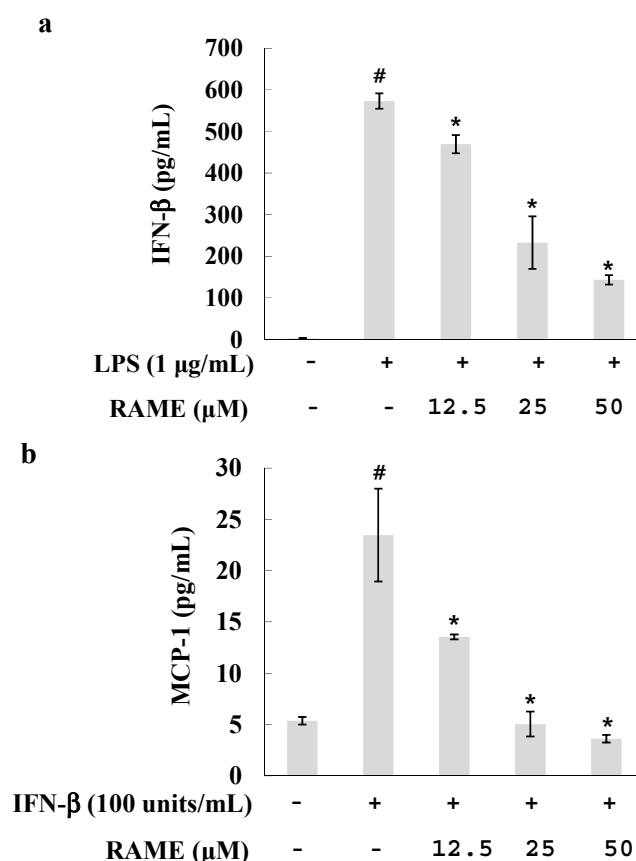 a
700
600
500
400
300
200
100
0
IFN-β (pg/mL)
#
*
*
*
LPS (1 µg/mL) - + + + +
RAME (µM) - - 12.5 25 50
b
30
25
20
15
10
5
0
MCP-1 (pg/mL)
#
*
*
*
IFN-β (100 units/mL) - + + + +
RAME (µM) - - 12.5 25 50